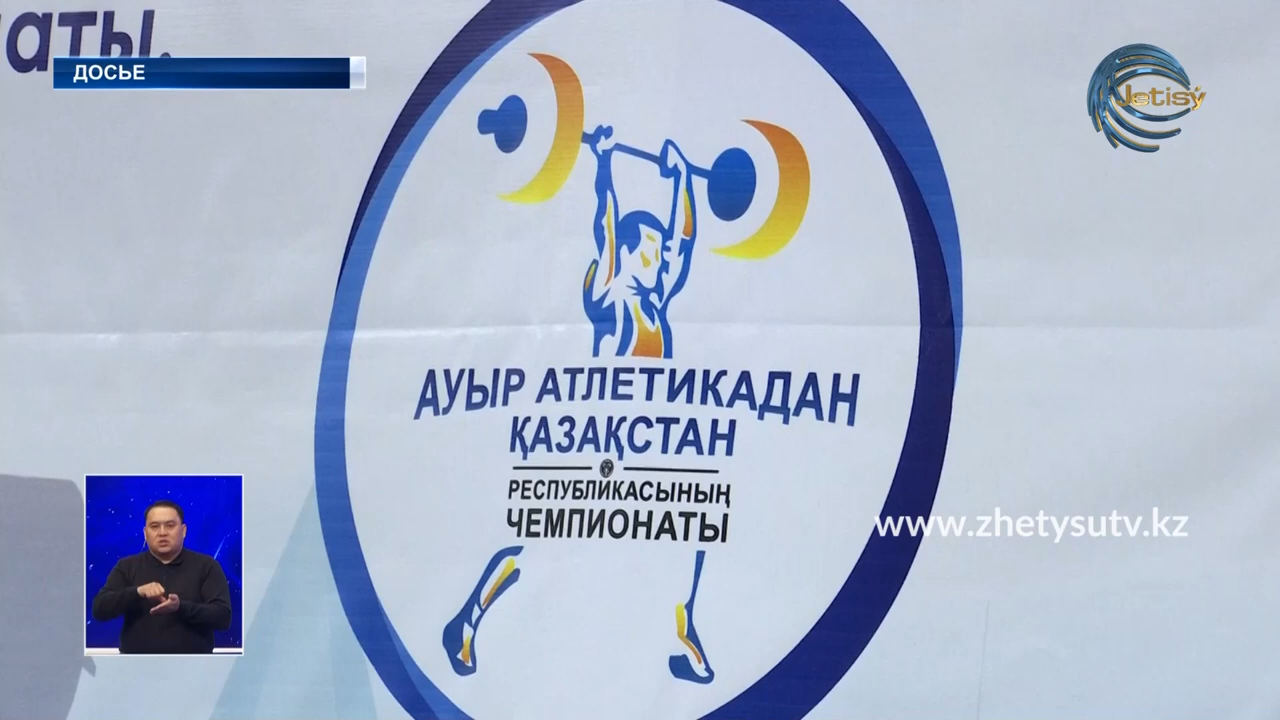 ДОСЬЕ
Jetisý
АУЫР АТЛЕТИКАДАН
ҚАЗАҚСТАН
РЕСПУБЛИКАСЫНЫҢ
ЧЕМПИОНАТЫ
www.zhetysutv.kz